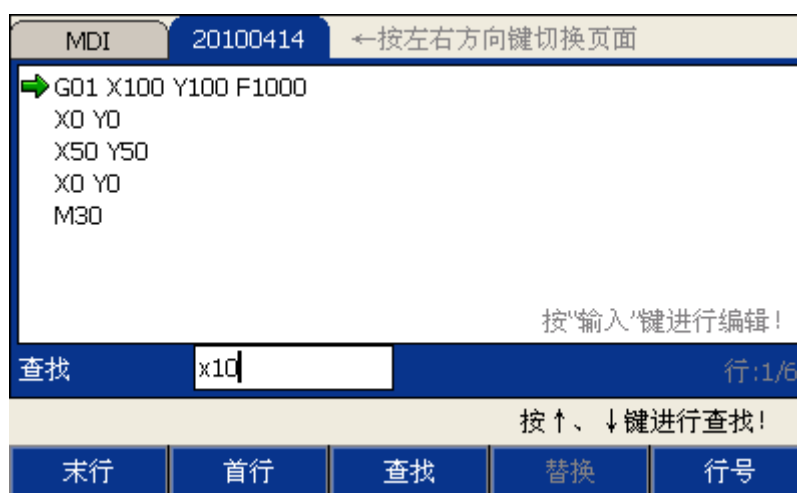 MDI 20100414 ←按左右方向键切换页面
G01 X100 Y100 F1000
X0 Y0
X50 Y50
X0 Y0
M30
按"输入"键进行编辑!
查找 x10 行:1/6
按↑、↓键进行查找!
末行 首行 查找 替换 行号